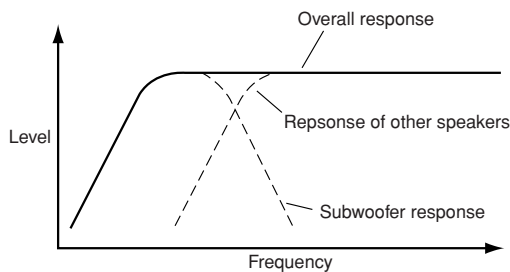 Overall response
Level
Repsonse of other speakers
Subwoofer response
Frequency